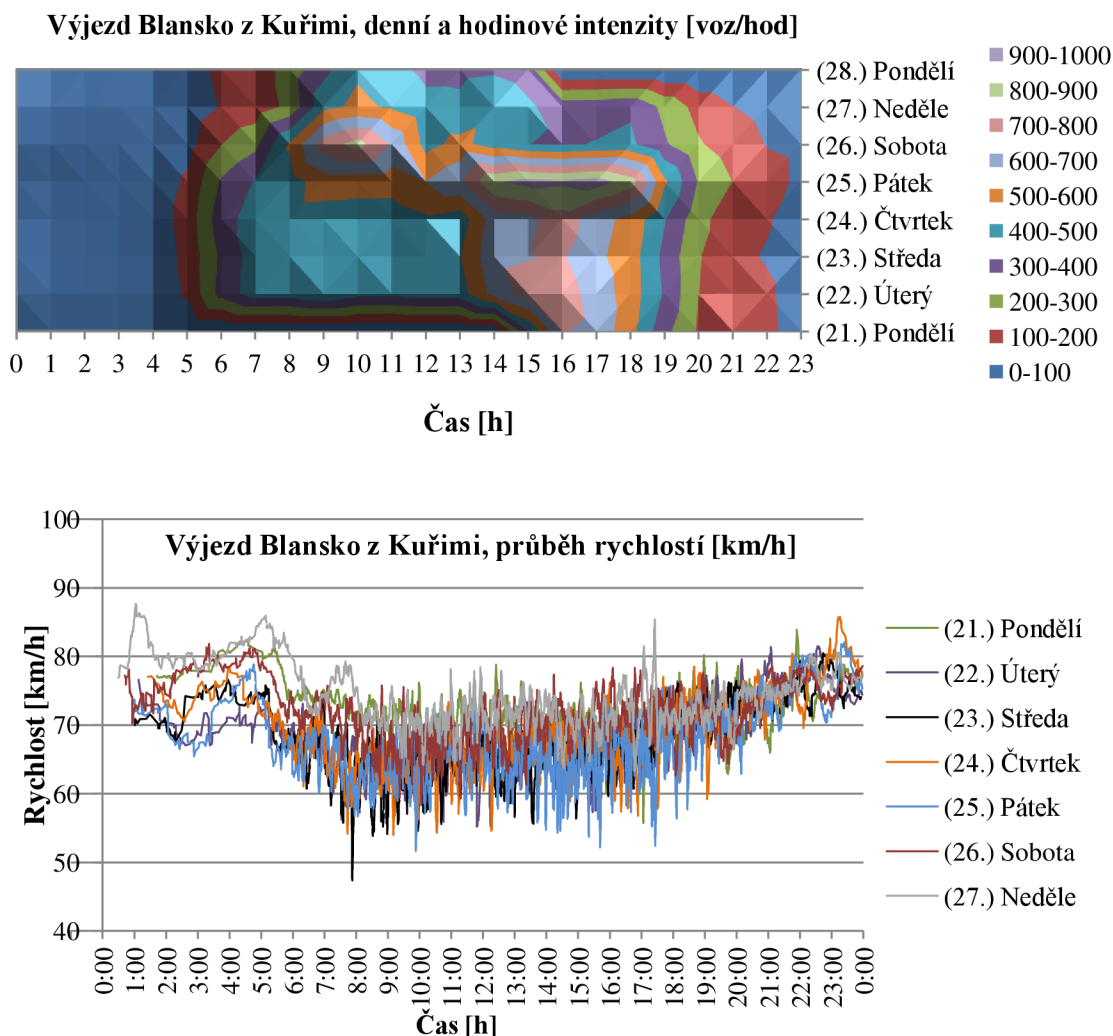 Výjezd Blansko z Kuřimi, denní a hodinové intenzity [voz/hod]
(28.) Pondělí
(27.) Neděle
(26.) Sobota
(25.) Pátek
(24.) Čtvrtek
(23.) Středa
(22.) Úterý
(21.) Pondělí
900-1000
800-900
700-800
600-700
500-600
400-500
300-400
200-300
100-200
0-100
0 1 2 3 4 5 6 7 8 9 10 11 12 13 14 15 16 17 18 19 20 21 22 23
Čas [h]
Výjezd Blansko z Kuřimi, průběh rychlostí [km/h]
Rychlost [km/h]
100
90
80
70
60
50
40
0:00 1:00 2:00 3:00 4:00 5:00 6:00 7:00 8:00 9:00 10:00 11:00 12:00 13:00 14:00 15:00 16:00 17:00 18:00 19:00 20:00 21:00 22:00 23:00 0:00
Čas [h]
(21.) Pondělí
(22.) Úterý
(23.) Středa
(24.) Čtvrtek
(25.) Pátek
(26.) Sobota
(27.) Neděle